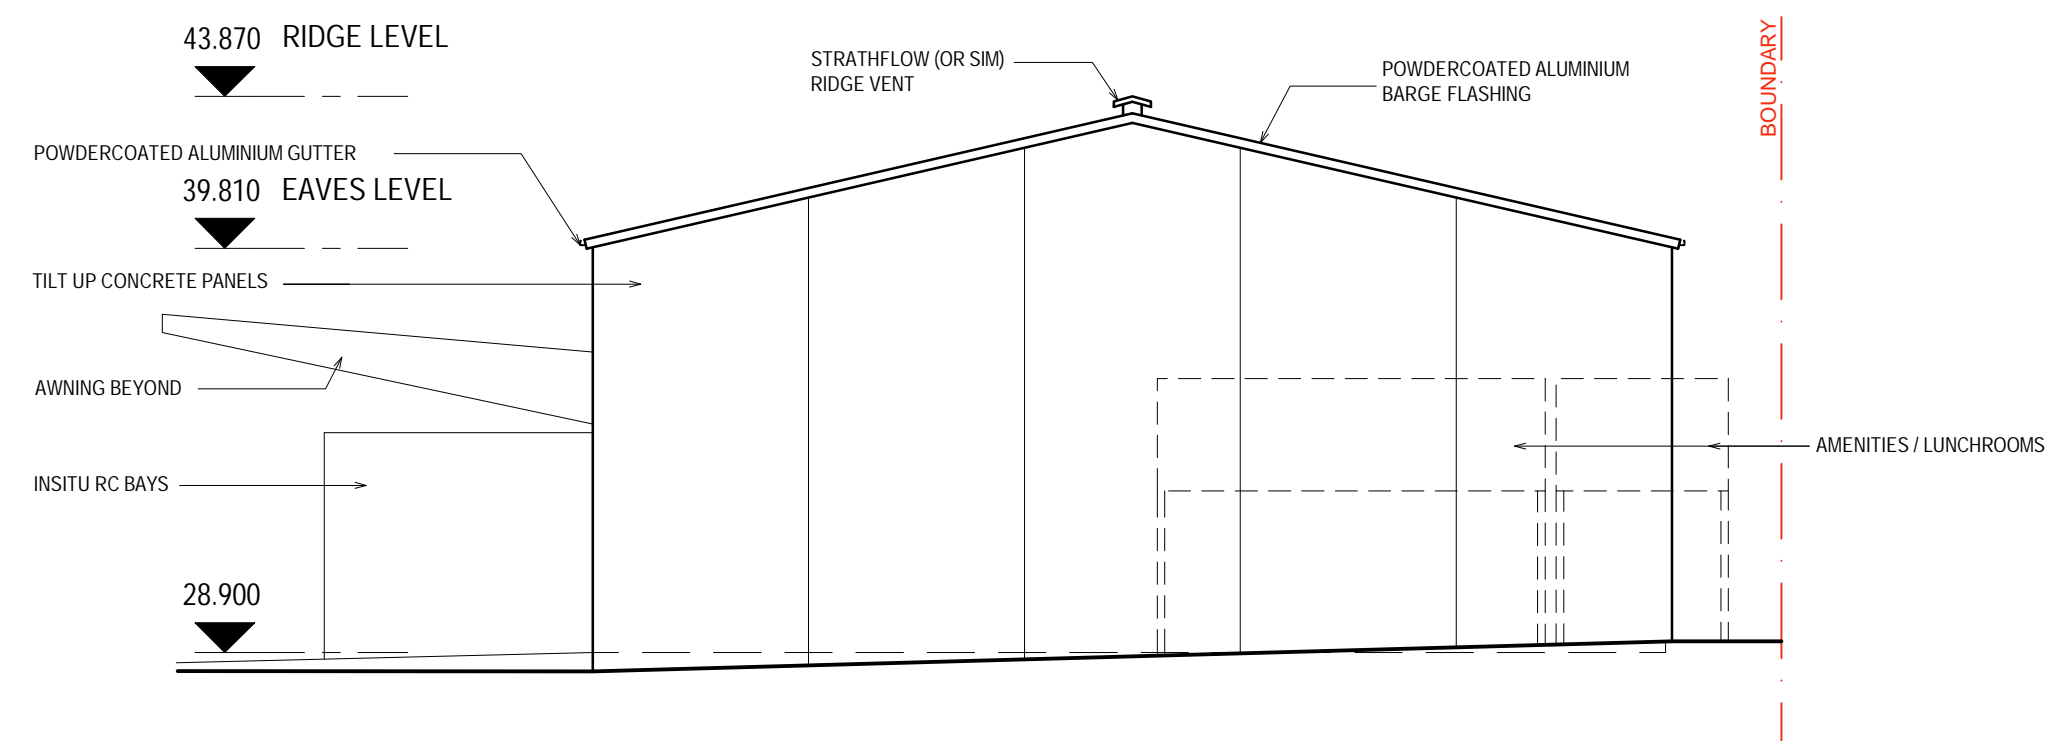 43.870 RIDGE LEVEL
STRATHFLOW (OR SIM)
RIDGE VENT
POWDERCOATED ALUMINIUM
BARGE FLASHING
BOUNDARY
POWDERCOATED ALUMINIUM GUTTER
39.810 EAVES LEVEL
TILT UP CONCRETE PANELS
AWNING BEYOND
AMENITIES / LUNCHROOMS
INSITU RC BAYS
28.900